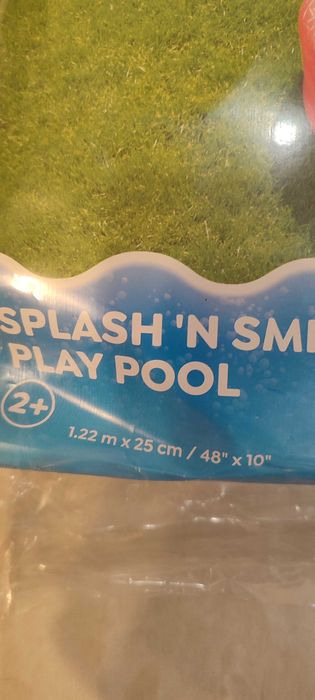 SPLASH 'N SMI
PLAY POOL
2+
1.22 m x 25 cm / 48" x 10"